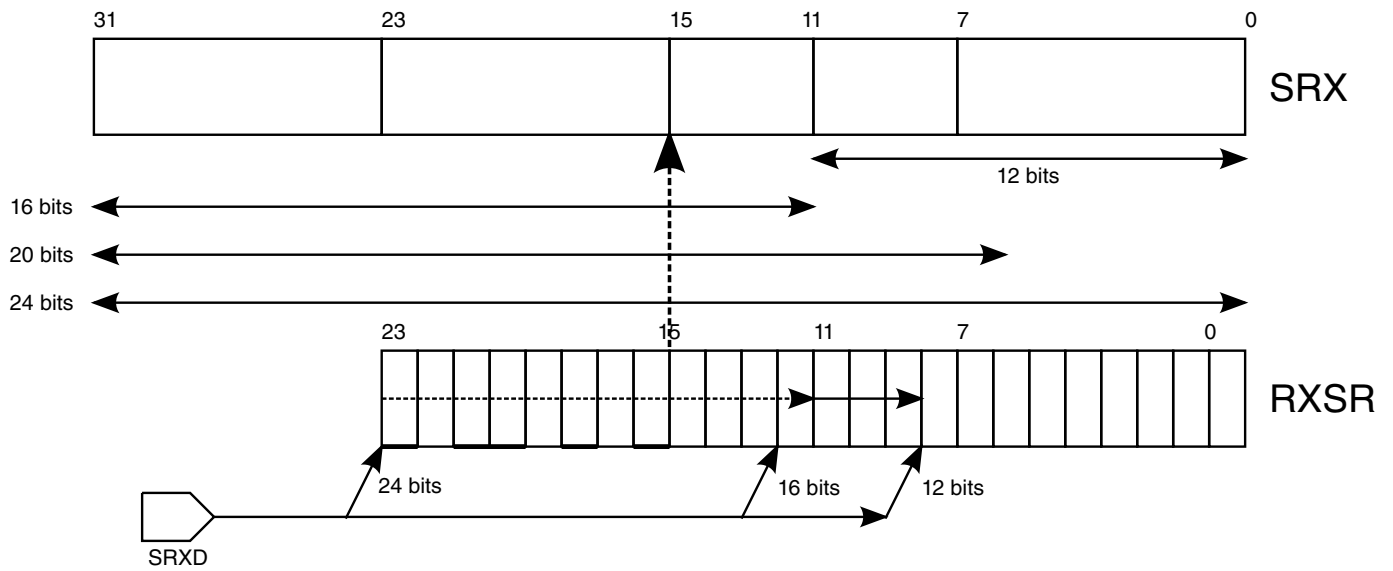 31 23 15 11 7 0
SRX
12 bits
16 bits
20 bits
24 bits
23 15 11 7 0
RXSR
24 bits 16 bits 12 bits
SRXD